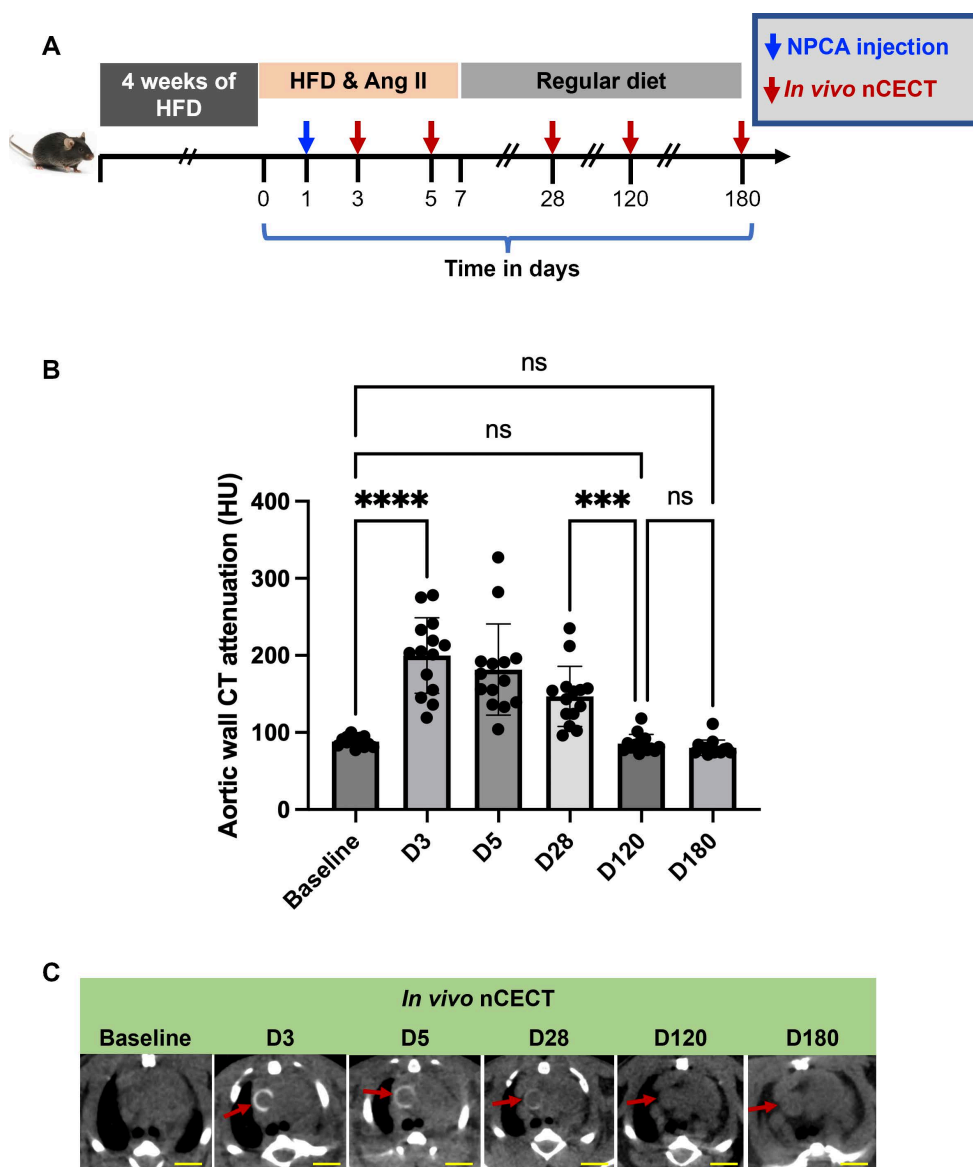 A
4 weeks of
HFD
HFD & Ang II
Regular diet
NPCA injection
In vivo nCECT
0 1 3 5 7 28 120 180
Time in days
B
ns
ns
**** *** ns
Aortic wall CT attenuation (HU)
400
300
200
100
0
Baseline D3 D5 D28 D120 D180
C
In vivo nCECT
Baseline D3 D5 D28 D120 D180